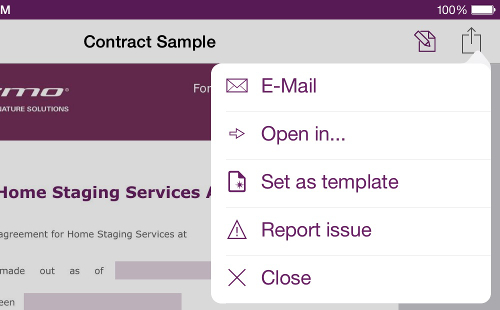 M
100%
Contract Sample
mo®
For
NATURE SOLUTIONS
E-Mail
Open in...
Set as template
Report issue
Close
Home Staging Services A
agreement for Home Staging Services at
made out as of
een